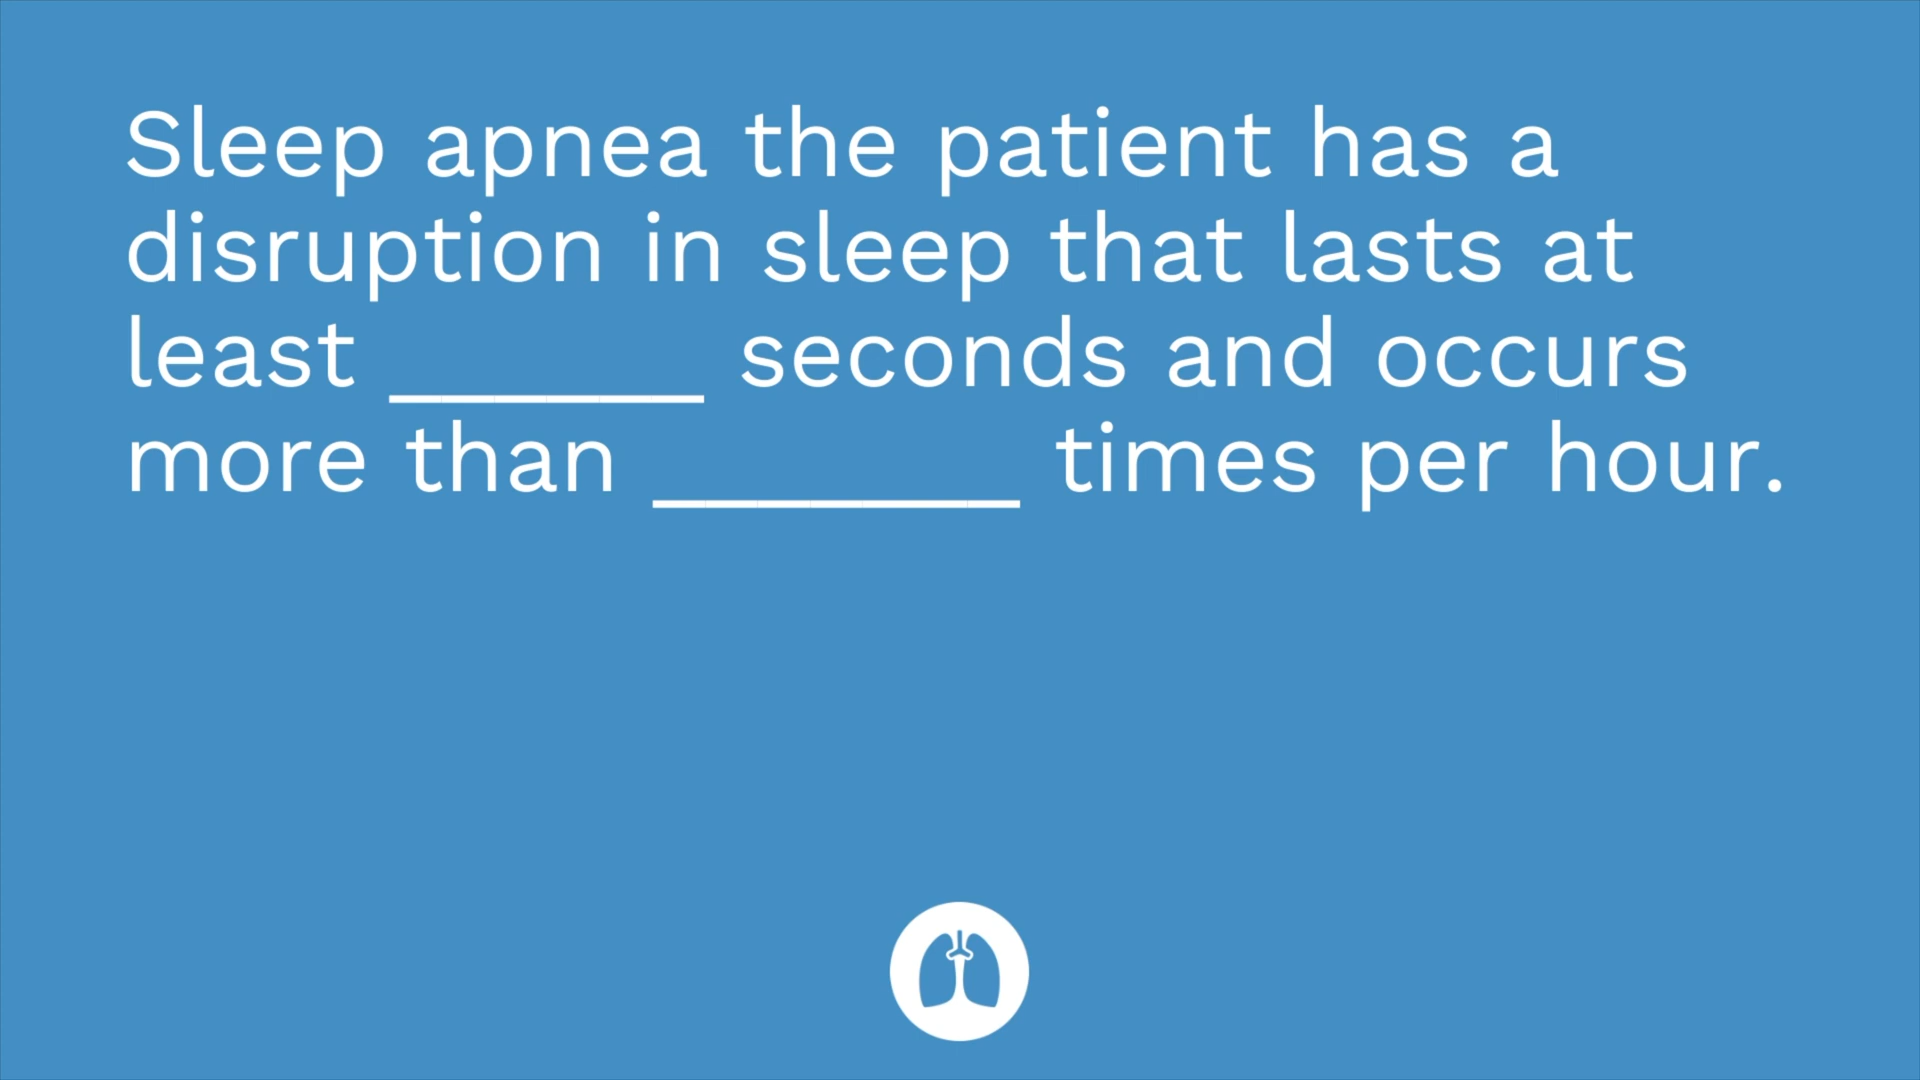 Sleep apnea the patient has a
disruption in sleep that lasts at
least ______ seconds and occurs
more than _______ times per hour.